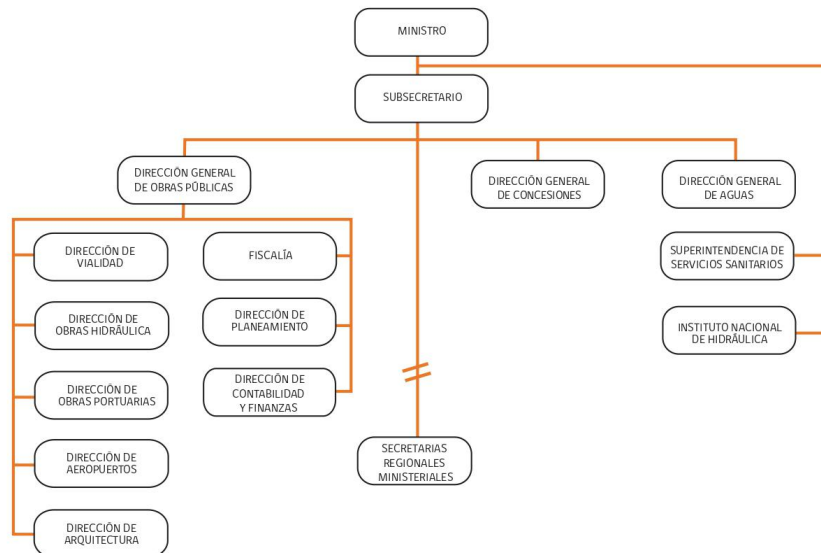 MINISTRO
SUBSECRETARIO
DIRECCIÓN GENERAL
DE OBRAS PÚBLICAS
DIRECCIÓN GENERAL
DE CONCESIONES
DIRECCIÓN GENERAL
DE AGUAS
DIRECCIÓN DE
VIALIDAD
FISCALÍA
SUPERINTENDENCIA DE
SERVICIOS SANITARIOS
DIRECCIÓN DE
OBRAS HIDRÁULICA
DIRECCIÓN DE
PLANEAMIENTO
INSTITUTO NACIONAL
DE HIDRÁULICA
DIRECCIÓN DE
OBRAS PORTUARIAS
DIRECCIÓN DE
CONTABILIDAD
Y FINANZAS
DIRECCIÓN DE
AEROPUERTOS
SECRETARIAS
REGIONALES
MINISTERIALES
DIRECCIÓN DE
ARQUITECTURA